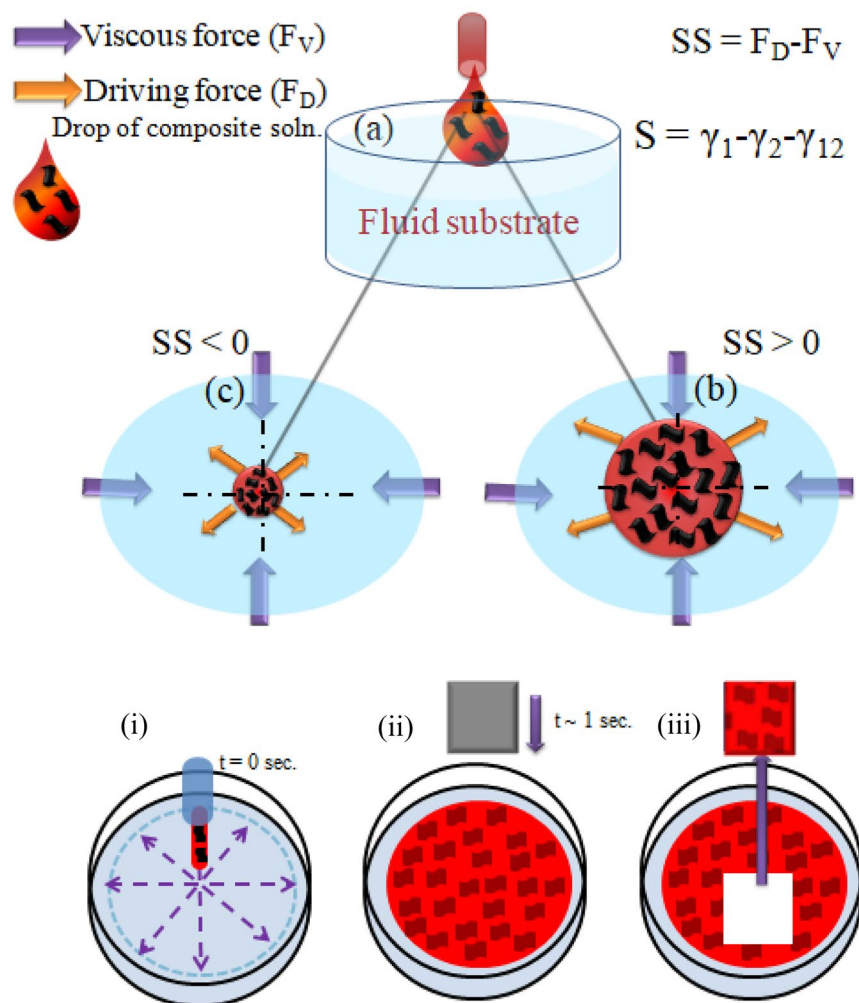 Viscous force (F_V)
SS = F_D-F_V
Driving force (F_D)
Drop of composite soln.
(a)
S = γ₁-γ₂-γ₁₂
Fluid substrate
SS < 0
SS > 0
(c)
(b)
(i)
(ii)
(iii)
t = 0 sec.
t ~ 1 sec.